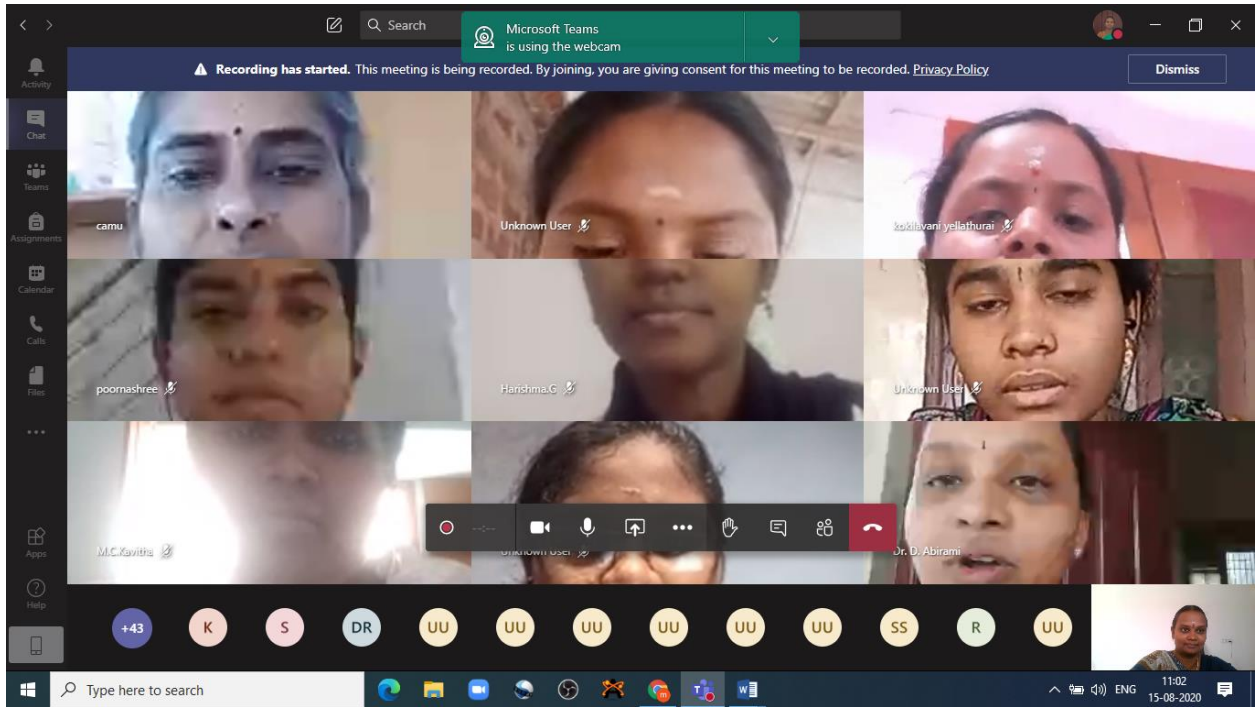 Search
Microsoft Teams
is using the webcam
Activity
Recording has started. This meeting is being recorded. By joining, you are giving consent for this meeting to be recorded. Privacy Policy
Dismiss
Chat
Teams
Assignments
Calendar
Calls
Files
Apps
Help
camu
Unknown User
kokilavani yellathurai
poornashree
Harishma.G
Unknown User
M.C.Kavitha
--:--
Unknown User
Dr. D. Abirami
+43
K
S
DR
UU
UU
UU
UU
UU
UU
SS
R
UU
Type here to search
ENG
11:02
15-08-2020